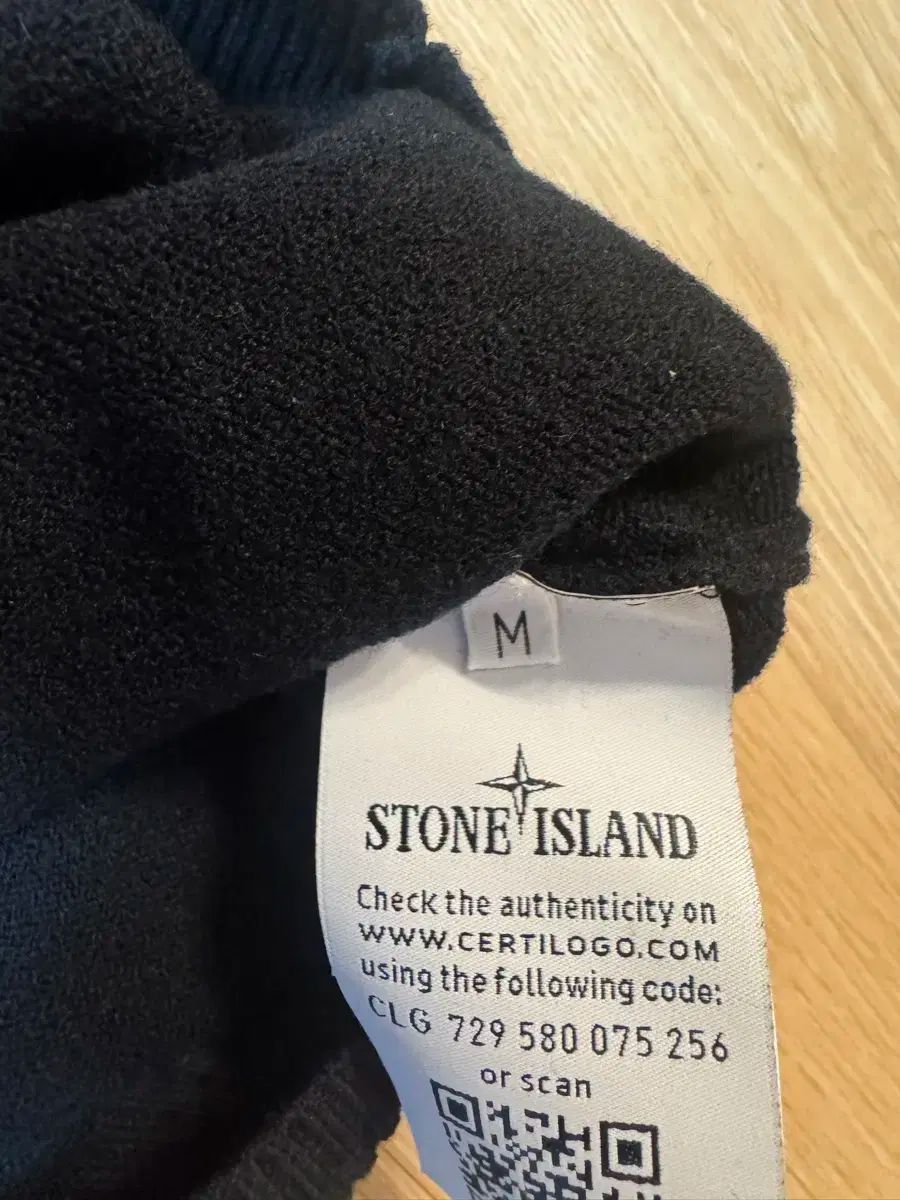 M
STONE ISLAND
Check the authenticity on
WWW.CERTILOGO.COM
using the following code:
CLG 729 580 075 256
or scan